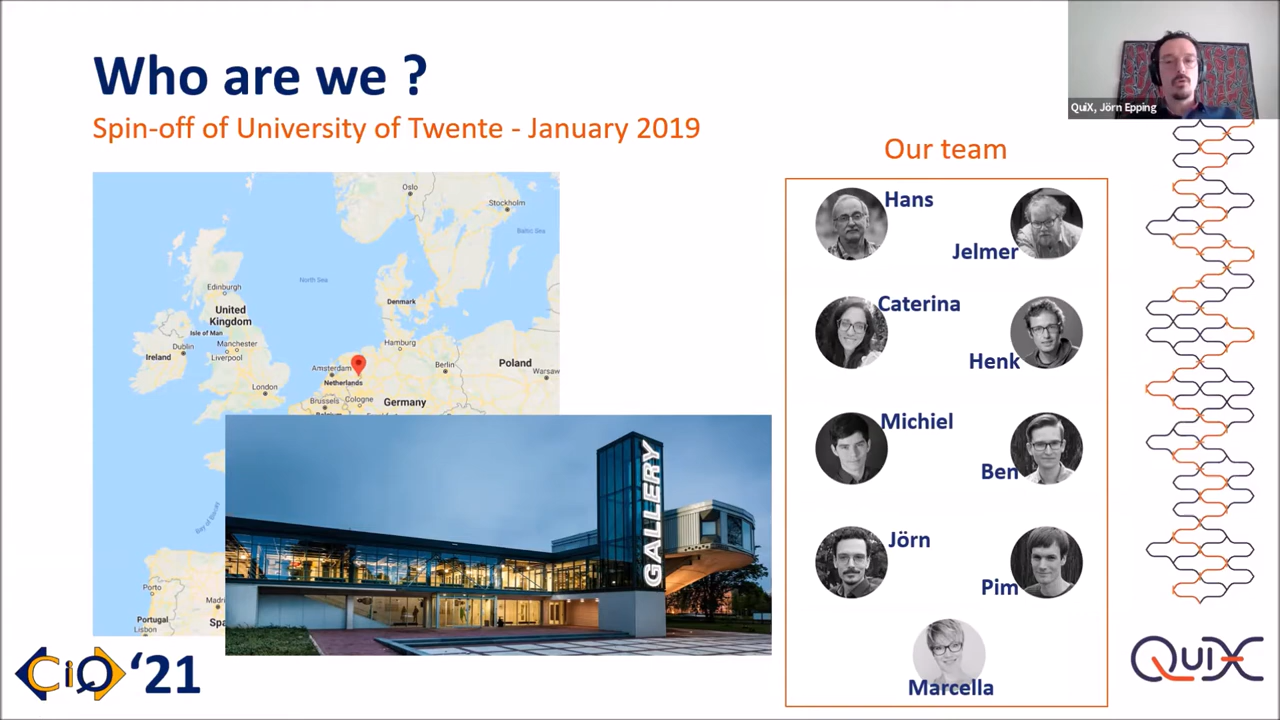 Who are we ?
Spin-off of University of Twente - January 2019
QuiX, Jörn Epping
Our team
Hans
Jelmer
Caterina
Henk
Michiel
Ben
Jörn
Pim
Marcella
Oslo
Stockholm
Baltic Sea
North Sea
Edinburgh
Denmark
United
Kingdom
Isle of Man
Manchester
Dublin
Ireland
Liverpool
Hamburg
Amsterdam
Netherlands
Berlin
Poland
Warsaw
London
Brussels
Cologne
Germany
Bay of Biscay
Porto
Portugal
Lisbon
Madri
Spa
GALLERY
CiQ '21
QuiX